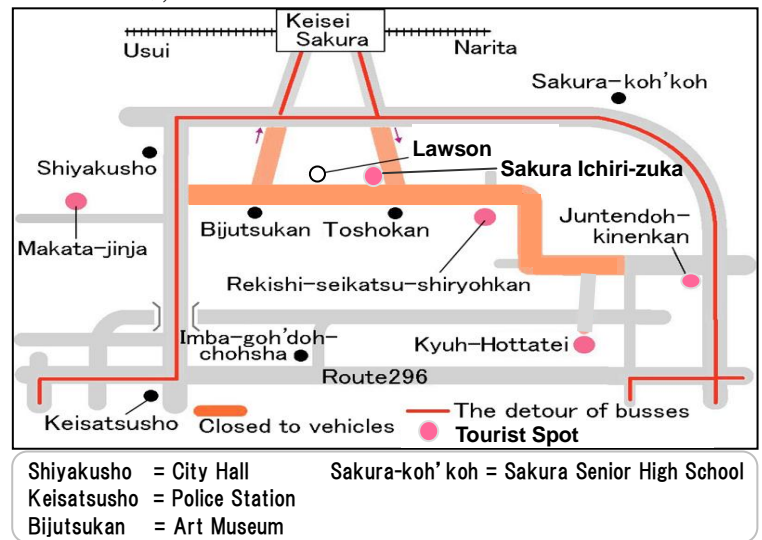 Keisei
Sakura
Usui
Narita
Sakura-koh'koh
Lawson
Shiyakusho
Sakura Ichiri-zuka
Juntendoh-
kinenkan
Bijutsukan
Toshokan
Makata-jinja
Rekishi-seikatsu-shiryohkan
Imba-goh'doh-
chohsha
Kyuh-Hottatei
Route296
Keisatsusho
Closed to vehicles
The detour of busses
Tourist Spot
Shiyakusho = City Hall
Sakura-koh'koh = Sakura Senior High School
Keisatsusho = Police Station
Bijutsukan = Art Museum